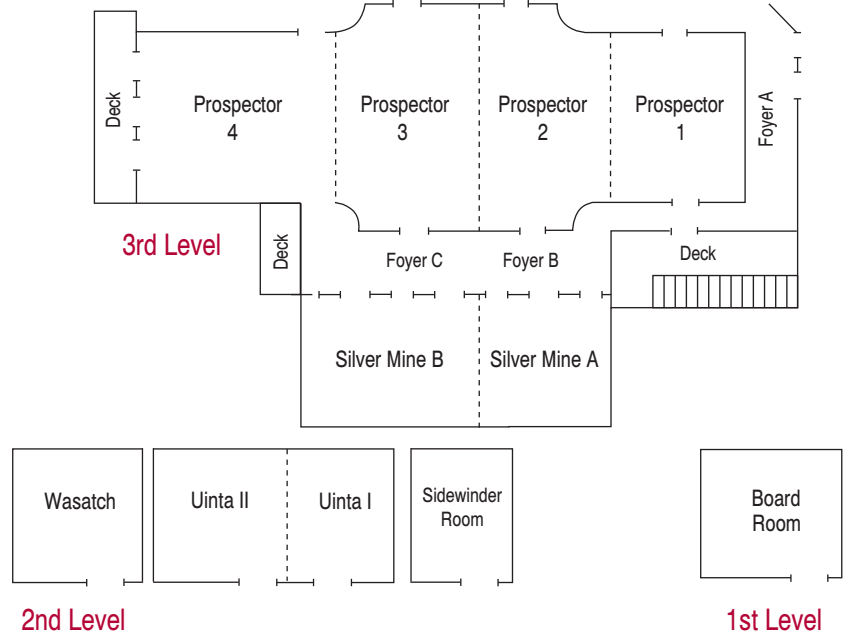 Deck
Prospector
4
Prospector
3
Prospector
2
Prospector
1
Foyer A
3rd Level
Deck
Foyer C
Foyer B
Deck
Silver Mine B
Silver Mine A
Wasatch
Uinta II
Uinta I
Sidewinder
Room
Board
Room
2nd Level
1st Level